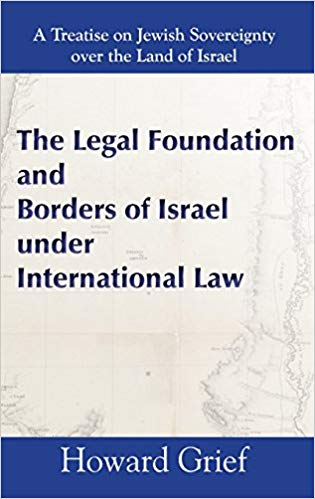 A Treatise on Jewish Sovereignty
over the Land of Israel
The Legal Foundation
and
Borders of Israel
under
International Law
Howard Grief